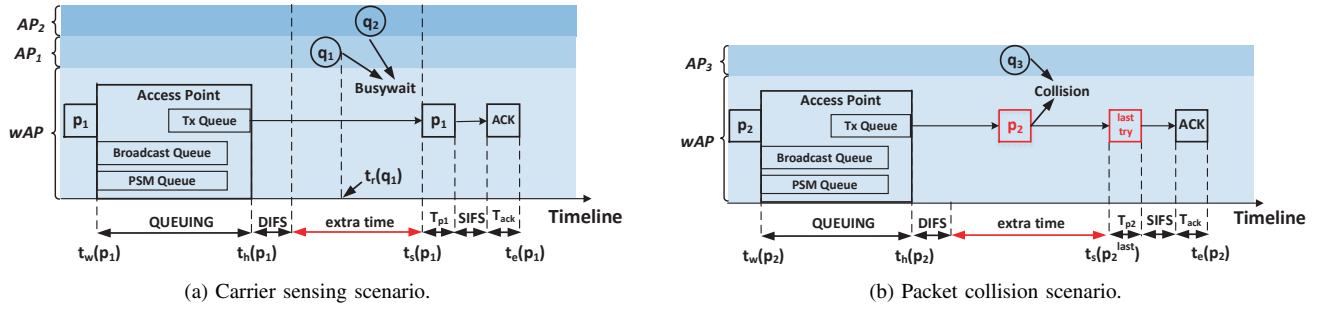 AP2
q2
AP1
q1
Busywait
wAP
p1
Access Point
Tx Queue
Broadcast Queue
PSM Queue
p1
ACK
tr(q1)
Timeline
QUEUING
DIFS
extra time
Tp1
SIFS
Tack
tw(p1)
th(p1)
ts(p1)
te(p1)
(a) Carrier sensing scenario.
AP3
q3
Collision
wAP
p2
Access Point
Tx Queue
Broadcast Queue
PSM Queue
p2
last
try
ACK
Timeline
QUEUING
DIFS
extra time
Tp2
SIFS
Tack
tw(p2)
th(p2)
ts(p2last)
te(p2)
(b) Packet collision scenario.